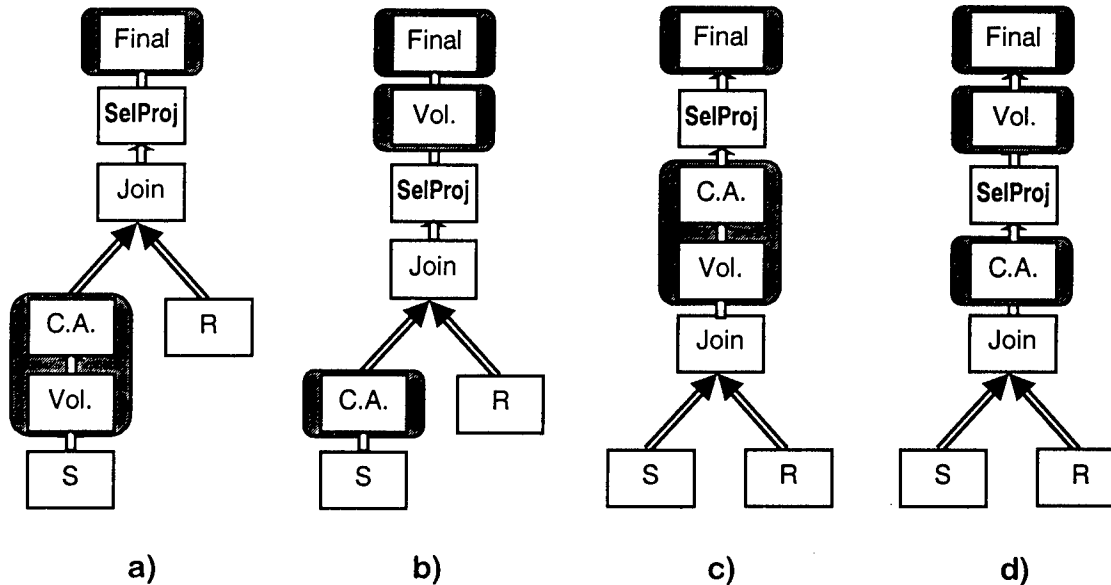 Final
SelProj
Join
C.A.
Vol.
S
R
a)
Final
Vol.
SelProj
Join
C.A.
S
R
b)
Final
SelProj
C.A.
Vol.
Join
S
R
c)
Final
Vol.
SelProj
C.A.
Join
S
R
d)